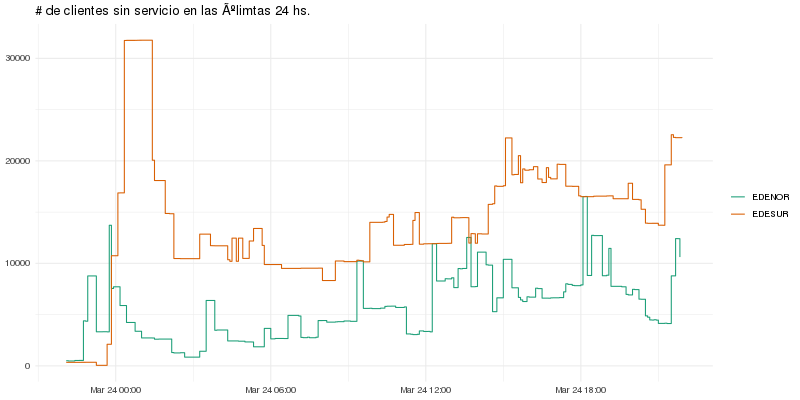 # de clientes sin servicio en las Ãºlimtas 24 hs.
30000
20000
10000
0
Mar 24 00:00
Mar 24 06:00
Mar 24 12:00
Mar 24 18:00
EDENOR
EDESUR